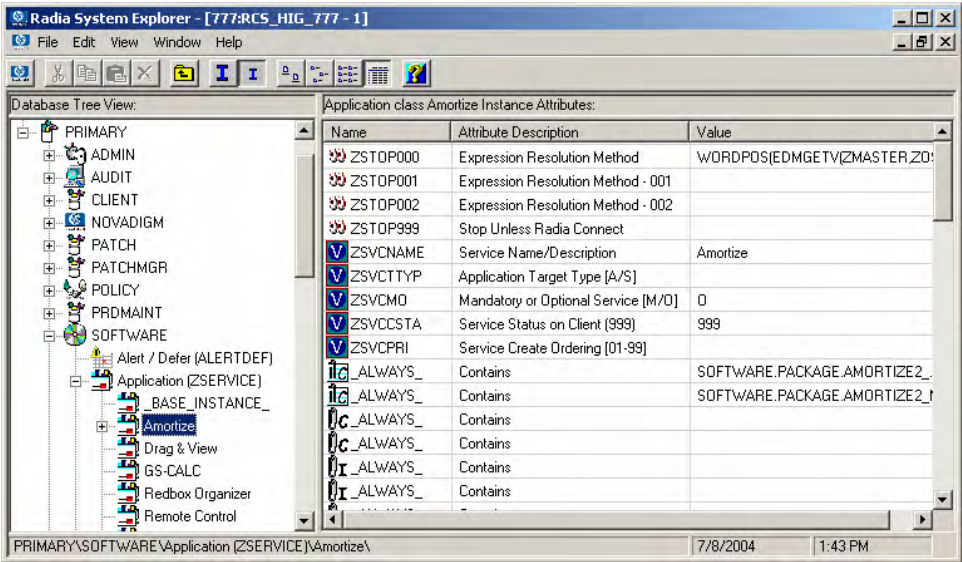 Radia System Explorer - [777:RCS_HIG_777 - 1]
File Edit View Window Help
Database Tree View:
Application class Amortize Instance Attributes:
PRIMARY
ADMIN
AUDIT
CLIENT
NOVADIGM
PATCH
PATCHMGR
POLICY
PRDMAINT
SOFTWARE
Alert / Defer (ALERTDEF)
Application (ZSERVICE)
_BASE_INSTANCE_
Amortize
Drag & View
GS-CALC
Redbox Organizer
Remote Control
Name Attribute Description Value
ZSTOP000 Expression Resolution Method WORDPOS(EDMGETV(ZMASTER,ZO
ZSTOP001 Expression Resolution Method - 001
ZSTOP002 Expression Resolution Method - 002
ZSTOP999 Stop Unless Radia Connect
V ZSVCNAME Service Name/Description Amortize
V ZSVCTTYP Application Target Type [A/S]
V ZSVCMO Mandatory or Optional Service [M/O] O
V ZSVCCSTA Service Status on Client (999) 999
V ZSVCPRI Service Create Ordering [01-99]
_ALWAYS_ Contains SOFTWARE.PACKAGE.AMORTIZE2_
_ALWAYS_ Contains SOFTWARE.PACKAGE.AMORTIZE2_
_ALWAYS_ Contains
_ALWAYS_ Contains
_ALWAYS_ Contains
_ALWAYS_ Contains
PRIMARY\SOFTWARE\Application (ZSERVICE)\Amortize\ 7/8/2004 1:43 PM